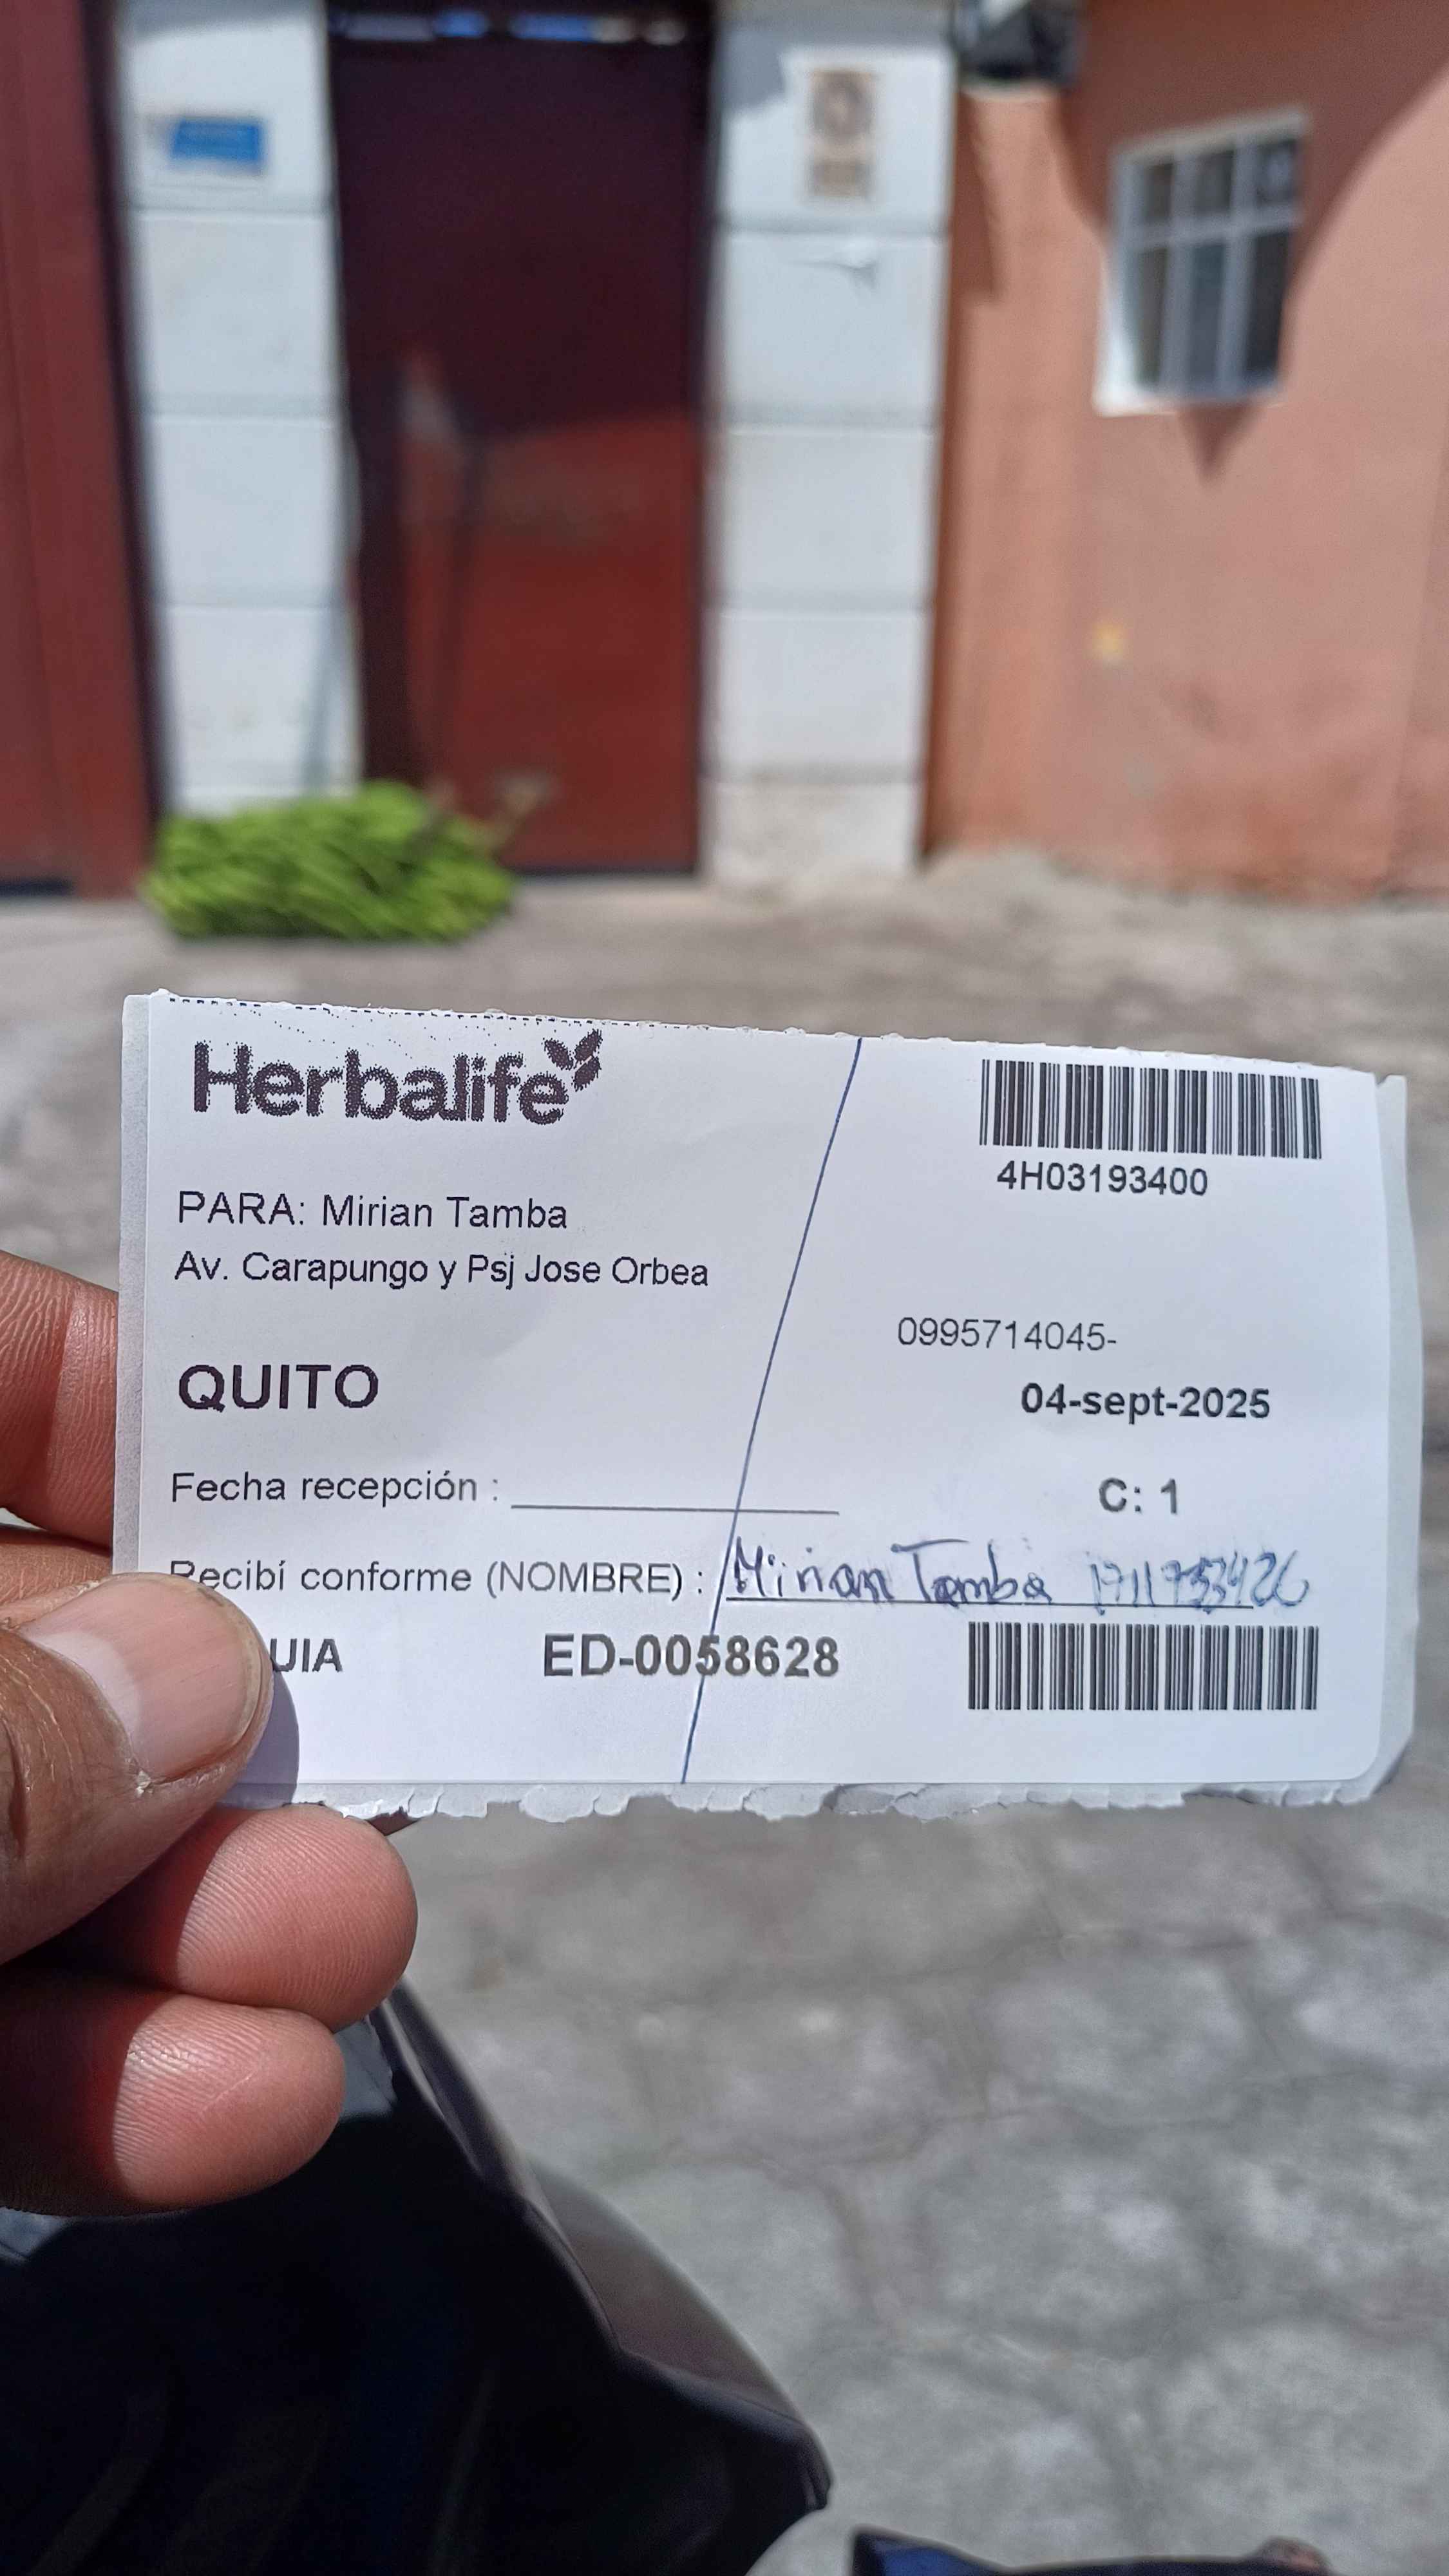 Herbalife
4H03193400
PARA: Mirian Tamba
Av. Carapungo y Psj Jose Orbea
0995714045-
QUITO
04-sept-2025
Fecha recepción :
C: 1
Recibí conforme (NOMBRE) : Mirian Tamba
UIA ED-0058628